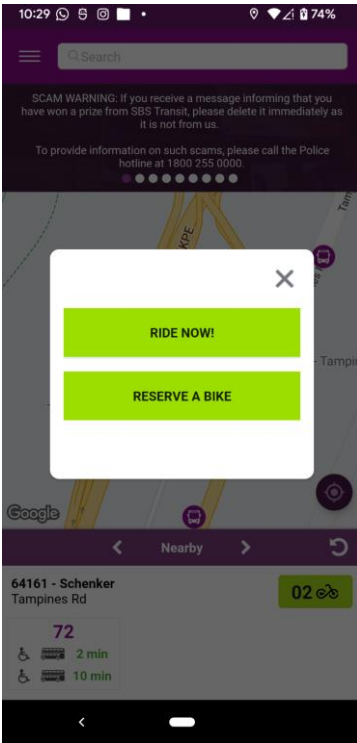 10:29
74%
Search
SCAM WARNING: If you receive a message informing that you
have won a prize from SBS Transit, please delete it immediately as
it is not from us.
To provide information on such scams, please call the Police
hotline at 1800 255 0000.
Tam
KPE
RIDE NOW!
- Tampi
RESERVE A BIKE
Google
Nearby
64161 - Schenker
Tampines Rd
02
72
2 min
10 min